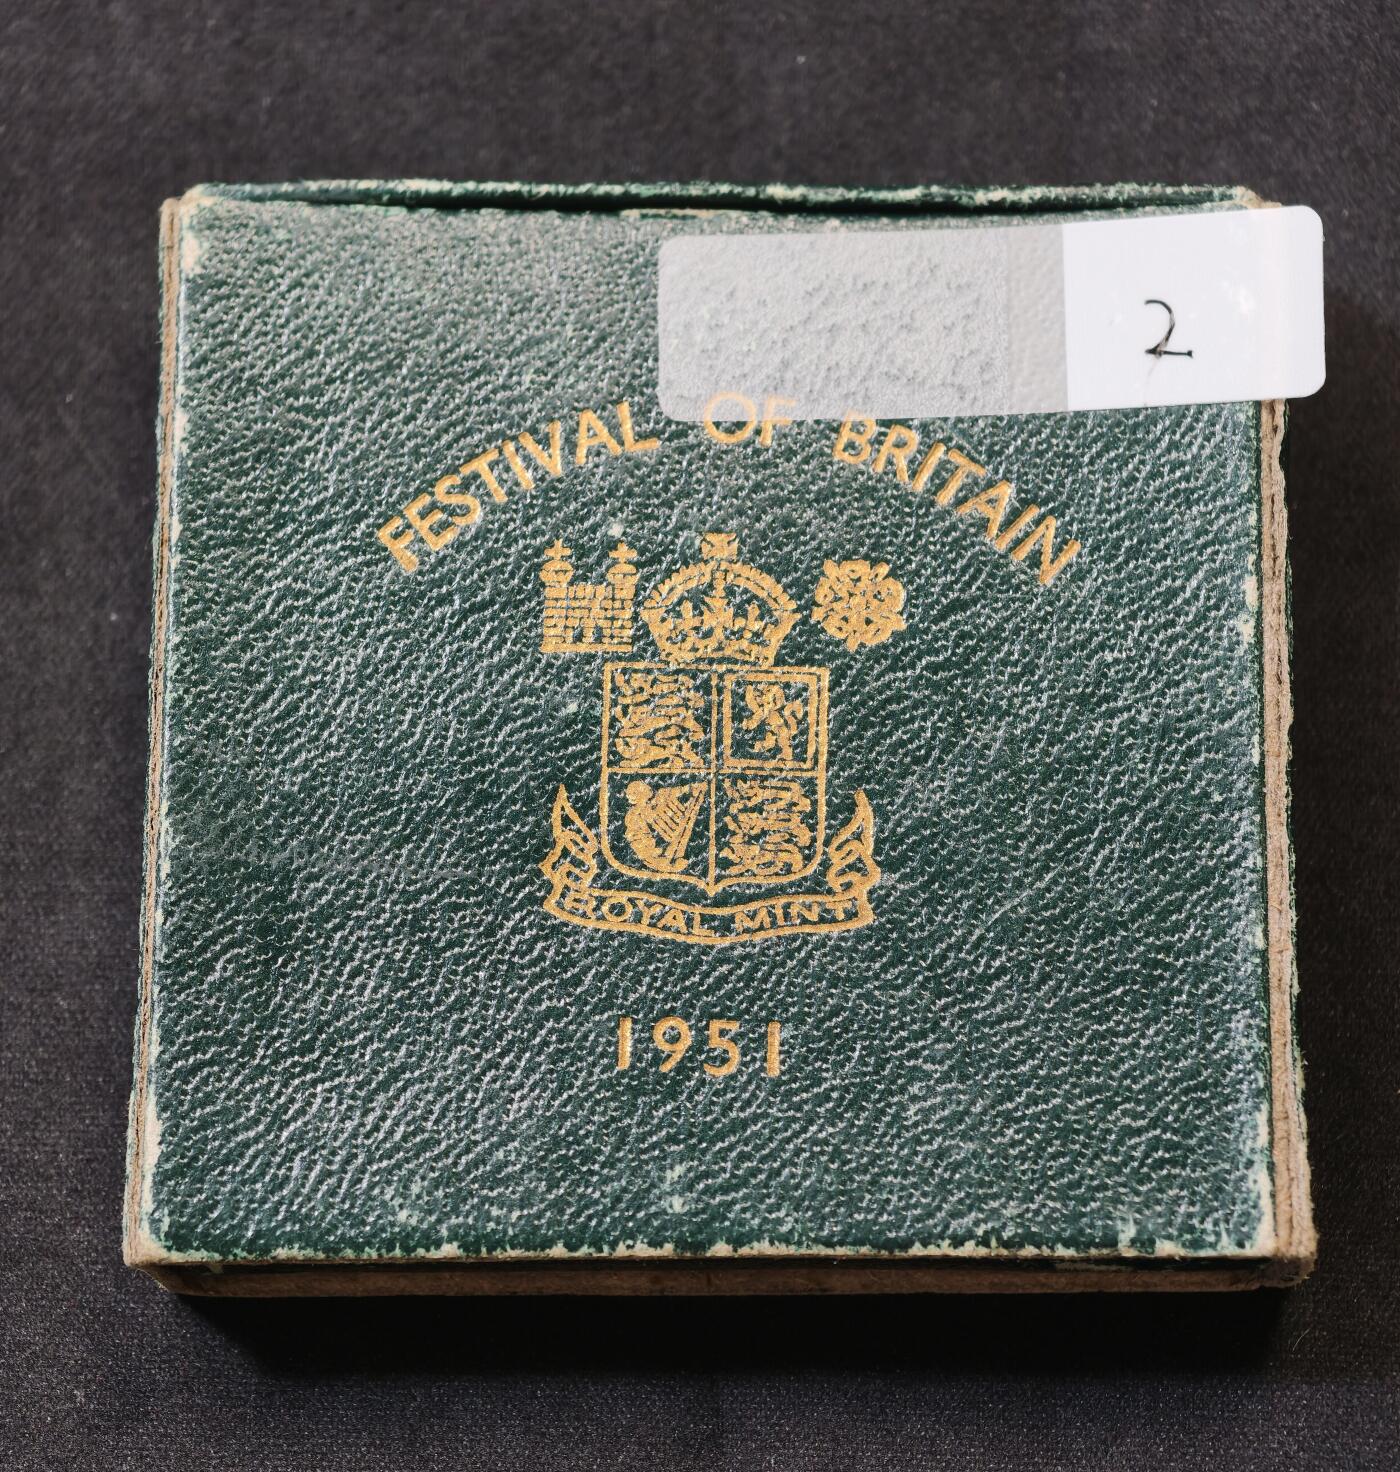 2
FESTIVAL OF BRITAIN
ROYAL MINT
1951